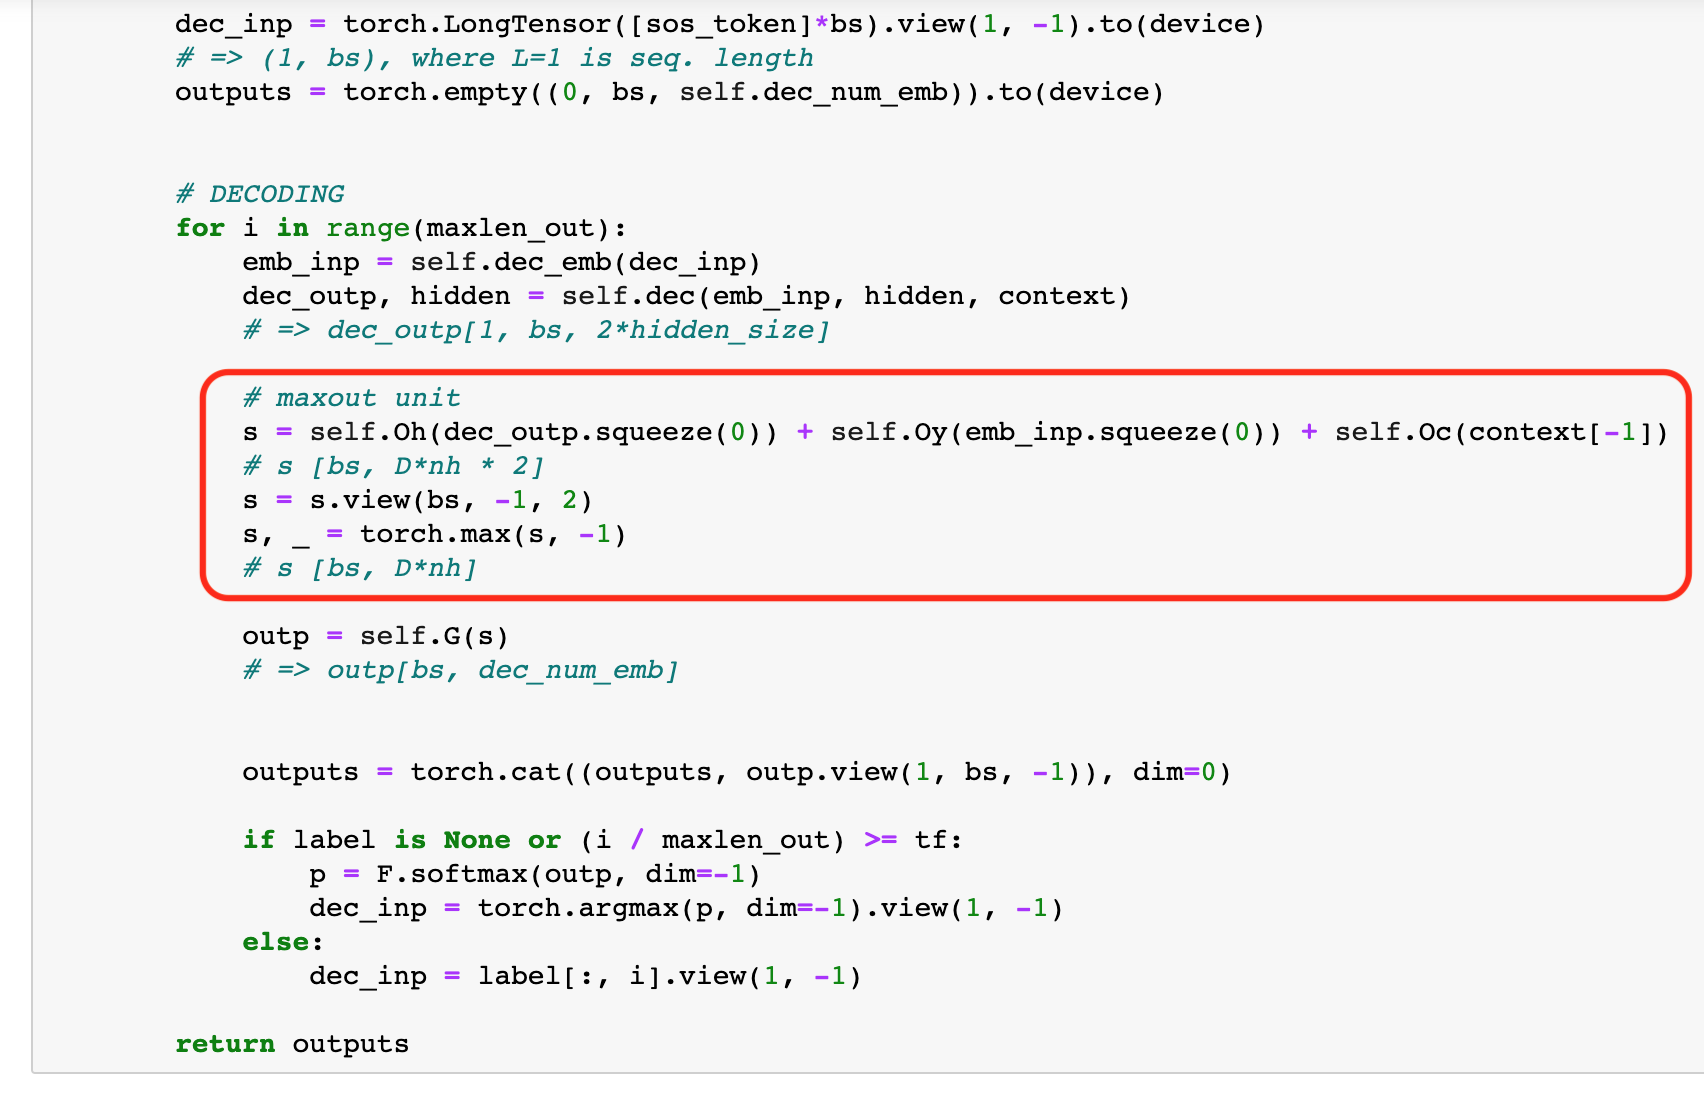 dec_inp = torch.LongTensor([sos_token]*bs).view(1, -1).to(device)
# => (1, bs), where L=1 is seq. length
outputs = torch.empty((0, bs, self.dec_num_emb)).to(device)
# DECODING
for i in range(maxlen_out):
emb_inp = self.dec_emb(dec_inp)
dec_outp, hidden = self.dec(emb_inp, hidden, context)
# => dec_outp[1, bs, 2*hidden_size]
# maxout unit
s = self.Oh(dec_outp.squeeze(0)) + self.Oy(emb_inp.squeeze(0)) + self.Oc(context[-1])
# s [bs, D*nh * 2]
s = s.view(bs, -1, 2)
s, _ = torch.max(s, -1)
# s [bs, D*nh]
outp = self.G(s)
# => outp[bs, dec_num_emb]
outputs = torch.cat((outputs, outp.view(1, bs, -1)), dim=0)
if label is None or (i / maxlen_out) >= tf:
p = F.softmax(outp, dim=-1)
dec_inp = torch.argmax(p, dim=-1).view(1, -1)
else:
dec_inp = label[:, i].view(1, -1)
return outputs